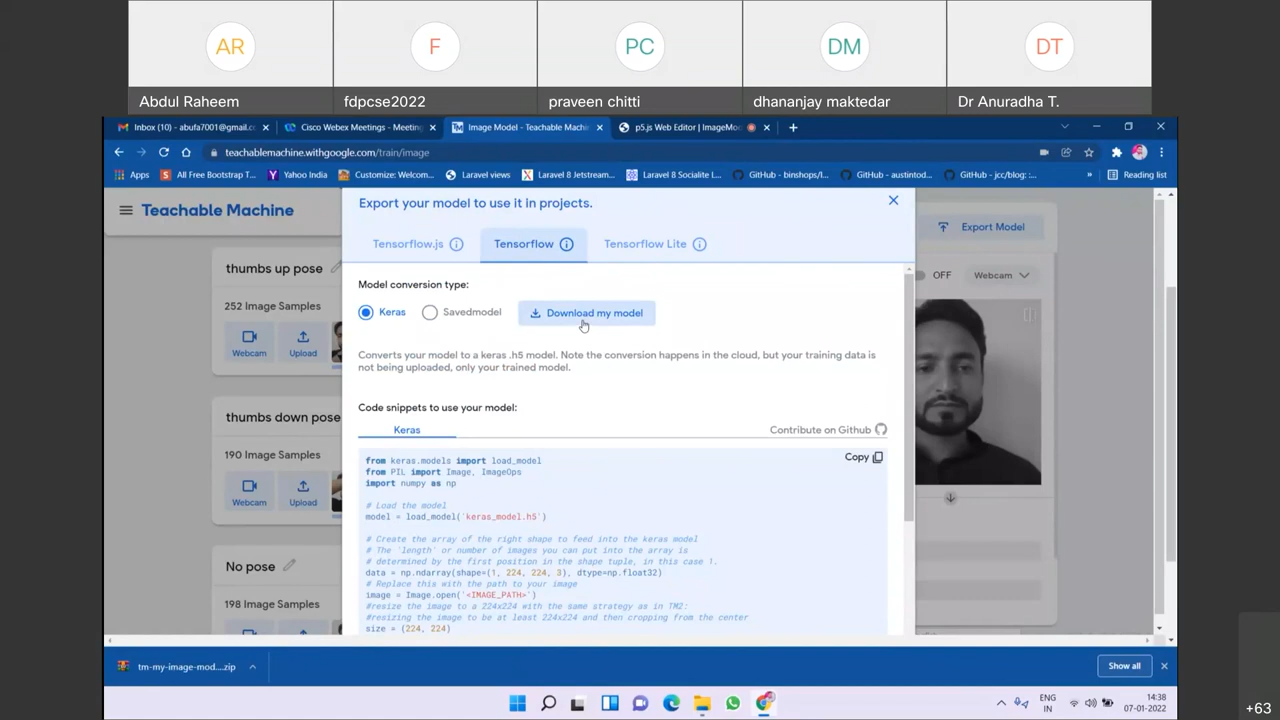 AR
F
PC
DM
DT
Abdul Raheem
fdpcse2022
praveen chitti
dhananjay maktedar
Dr Anuradha T.
Inbox (10) - abufa7001@gmail.c
Cisco Webex Meetings - Meeting
Image Model - Teachable Machi
p5.js Web Editor | ImageMo
teachablemachine.withgoogle.com/train/image
Apps
All Free Bootstrap T...
Yahoo India
Customize: Welcom...
Laravel views
Laravel 8 Jetstream...
Laravel 8 Socialite L...
GitHub - binshops/l...
GitHub - austintod...
GitHub - jcc/blog: :...
»
Reading list
Teachable Machine
Export your model to use it in projects.
Export Model
Tensorflow.js
Tensorflow
Tensorflow Lite
thumbs up pose
OFF
Webcam
Model conversion type:
252 Image Samples
Keras
Savedmodel
Download my model
Webcam
Upload
Converts your model to a keras .h5 model. Note the conversion happens in the cloud, but your training data is
not being uploaded, only your trained model.
Code snippets to use your model:
thumbs down pose
Keras
Contribute on Github
190 Image Samples
Copy
Webcam
Upload
from keras.models import load_model
from PIL import Image, ImageOps
import numpy as np
# Load the model
model = load_model('keras_model.h5')
# Create the array of the right shape to feed into the keras model
# The 'length' or number of images you can put into the array is
# determined by the first position in the shape tuple, in this case 1.
data = np.ndarray(shape=(1, 224, 224, 3), dtype=np.float32)
# Replace this with the path to your image
image = Image.open('<IMAGE_PATH>')
#resize the image to a 224x224 with the same strategy as in TM2:
#resizing the image to be at least 224x224 and then cropping from the center
size = (224, 224)
No pose
198 Image Samples
tm-my-image-mod....zip
Show all
ENG
IN
14:38
07-01-2022
+63